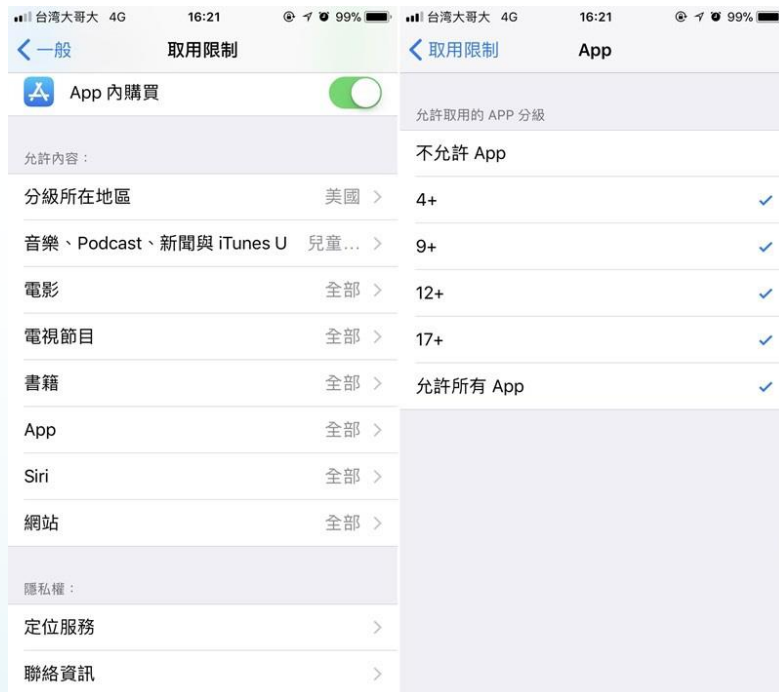 台灣大哥大 4G 16:21 99%
一般 取用限制
App 內購買
允許內容：
分級所在地區 美國
音樂、Podcast、新聞與 iTunes U 兒童...
電影 全部
電視節目 全部
書籍 全部
App 全部
Siri 全部
網站 全部
隱私權：
定位服務
聯絡資訊
台灣大哥大 4G 16:21 99%
取用限制 App
允許取用的 APP 分級
不允許 App
4+
9+
12+
17+
允許所有 App